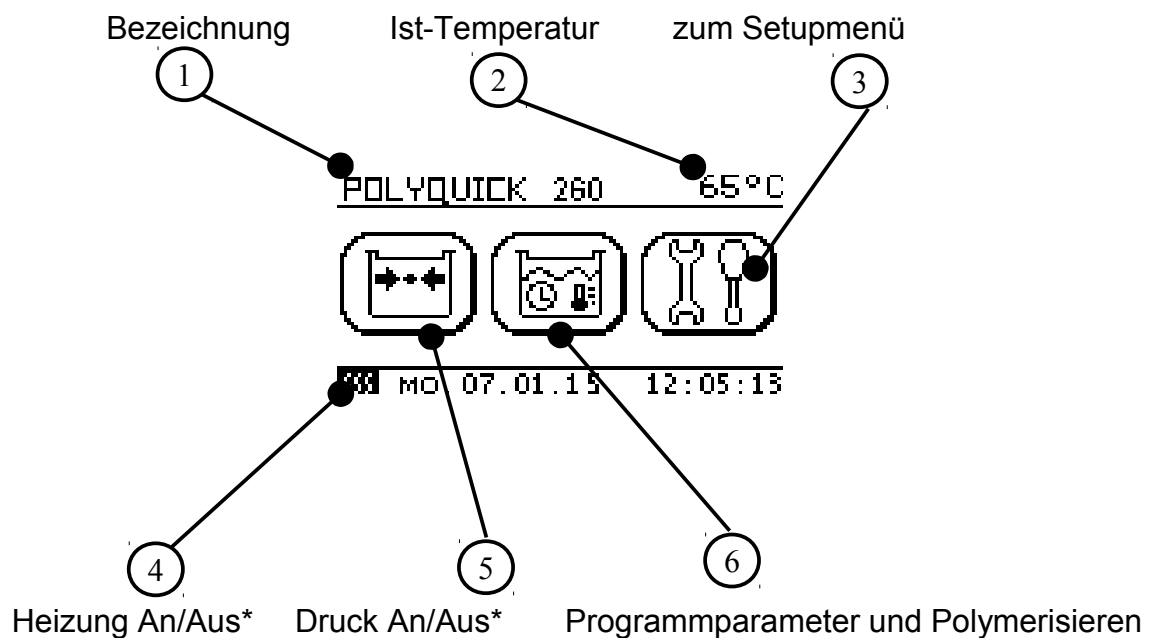 Bezeichnung Ist-Temperatur zum Setupmenü
1 2 3
POLYQUICK 260 65°C
MO 07.01.15 12:05:13
4 5 6
Heizung An/Aus* Druck An/Aus* Programmparameter und Polymerisieren